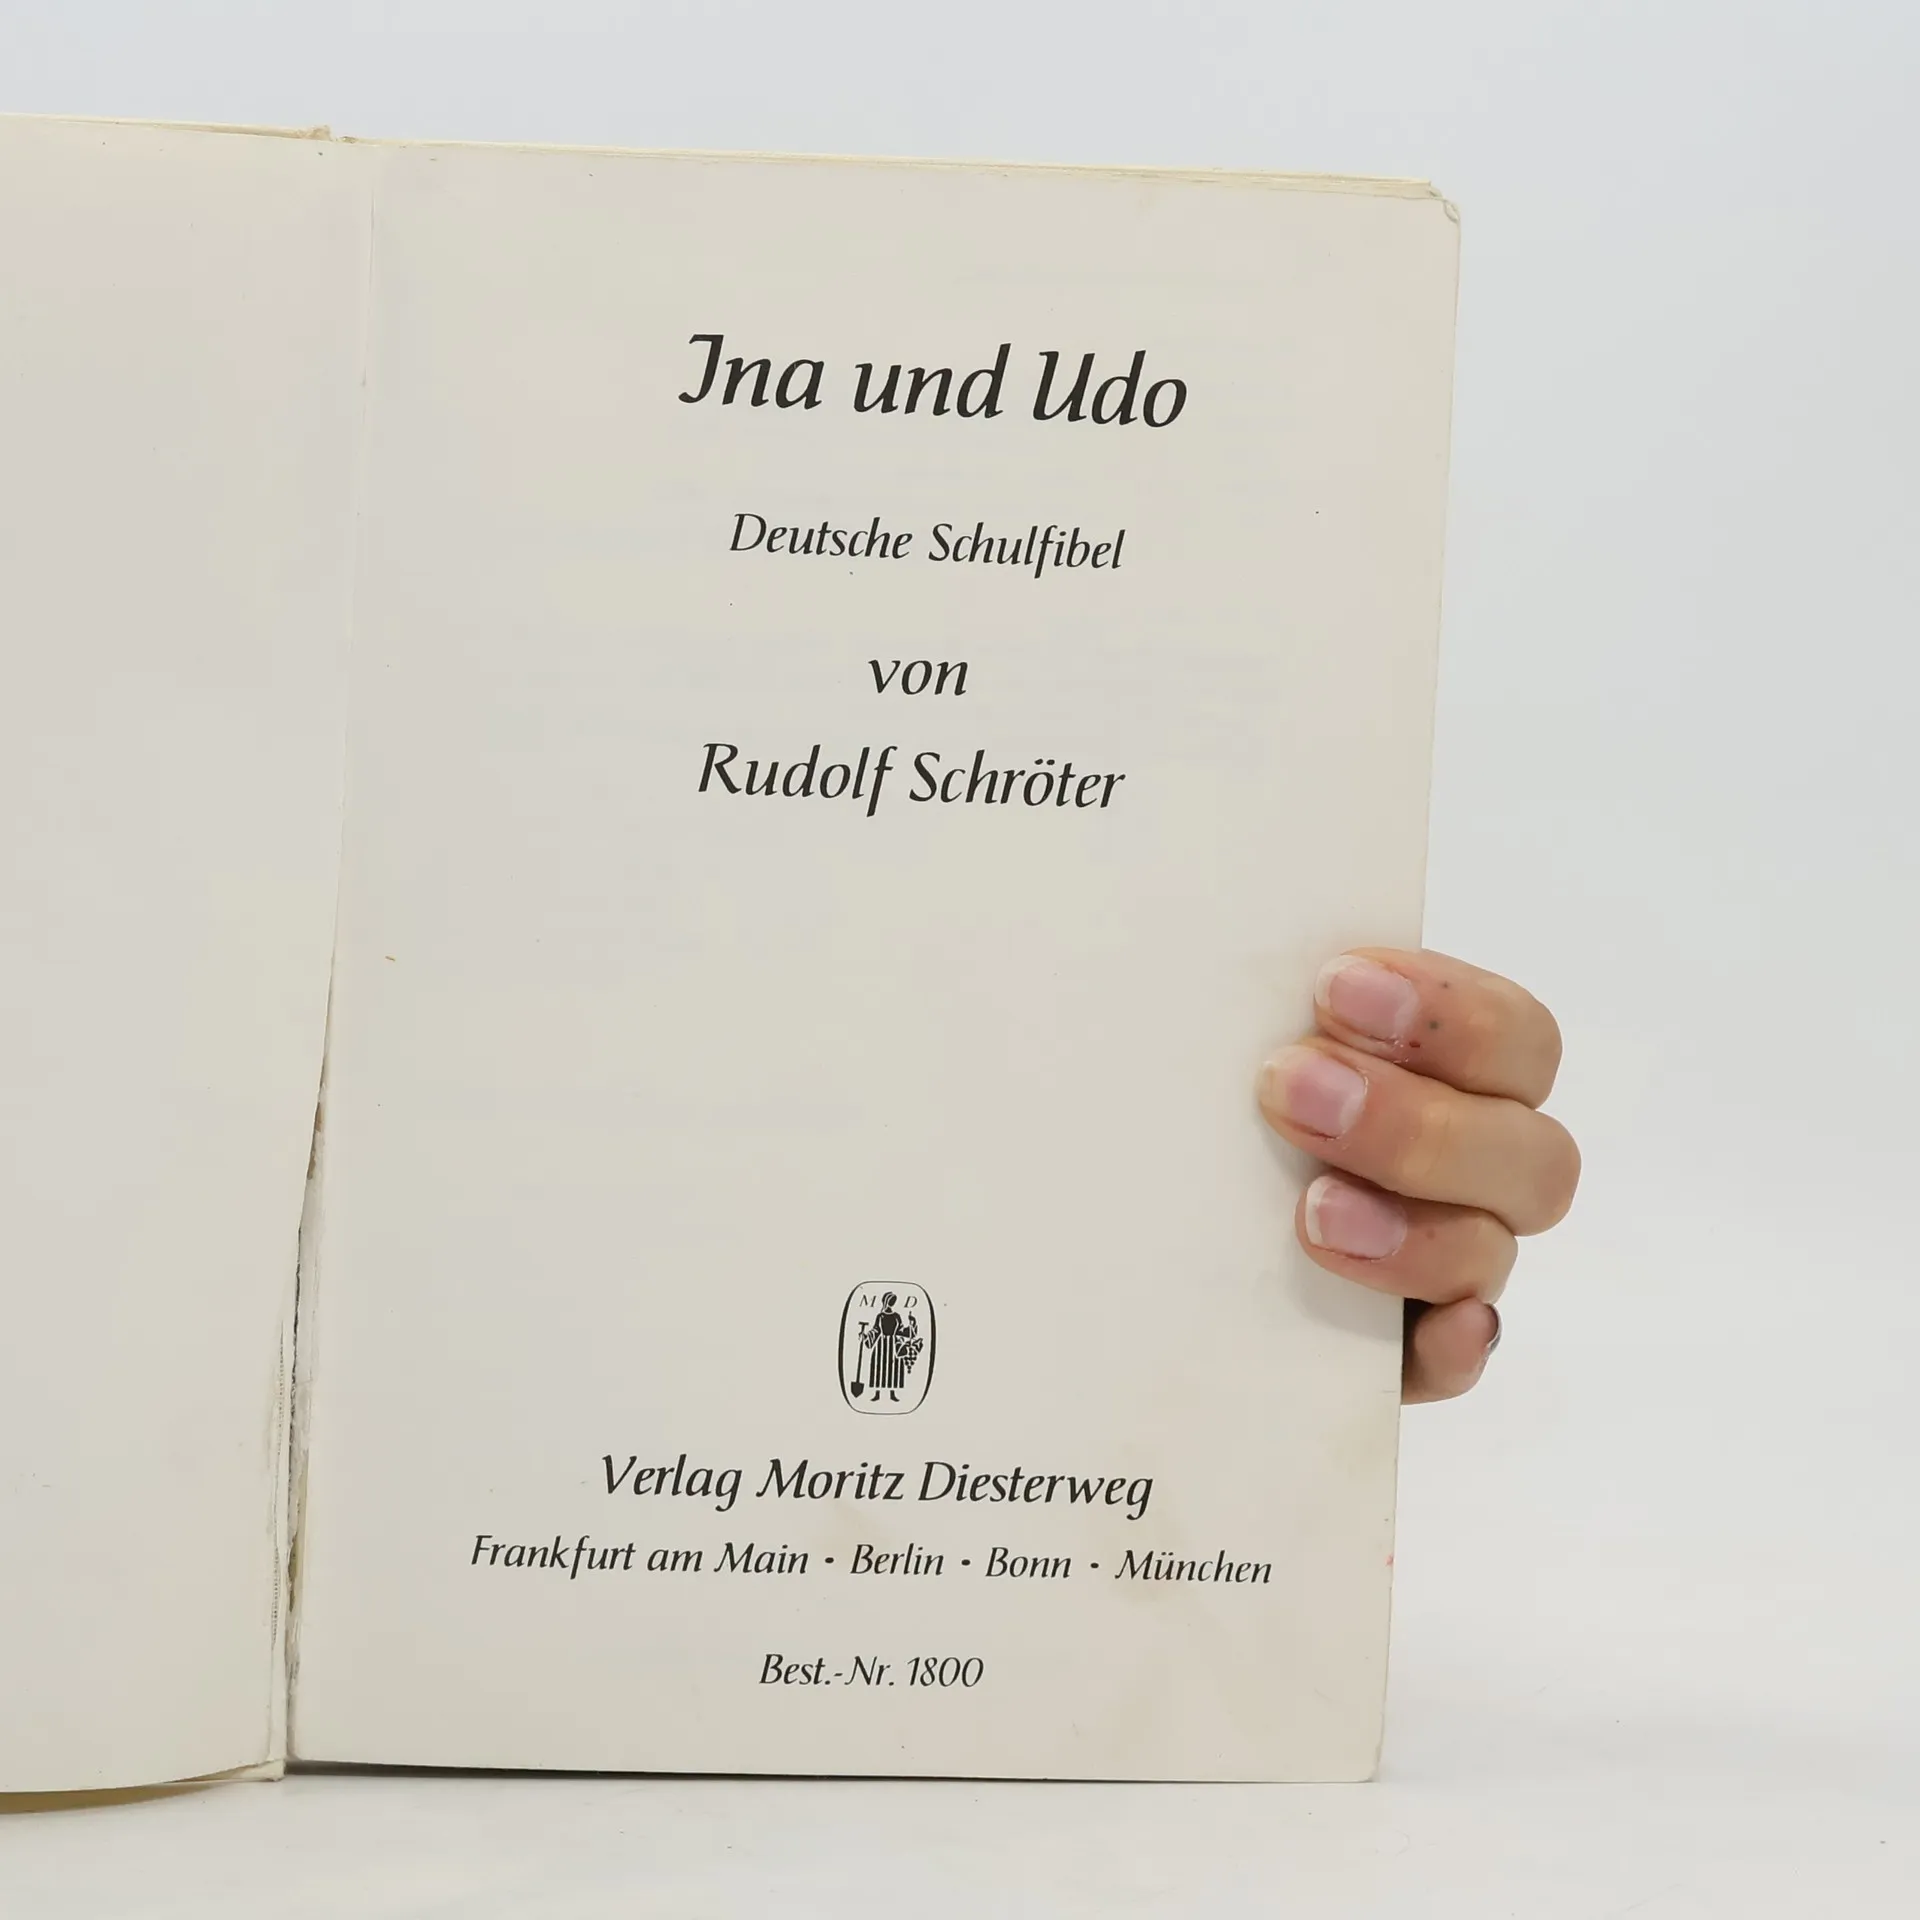 Ina und Udo
Deutsche Schulfibel
von
Rudolf Schröter
M D
Verlag Moritz Diesterweg
Frankfurt am Main · Berlin · Bonn · München
Best.-Nr. 1800